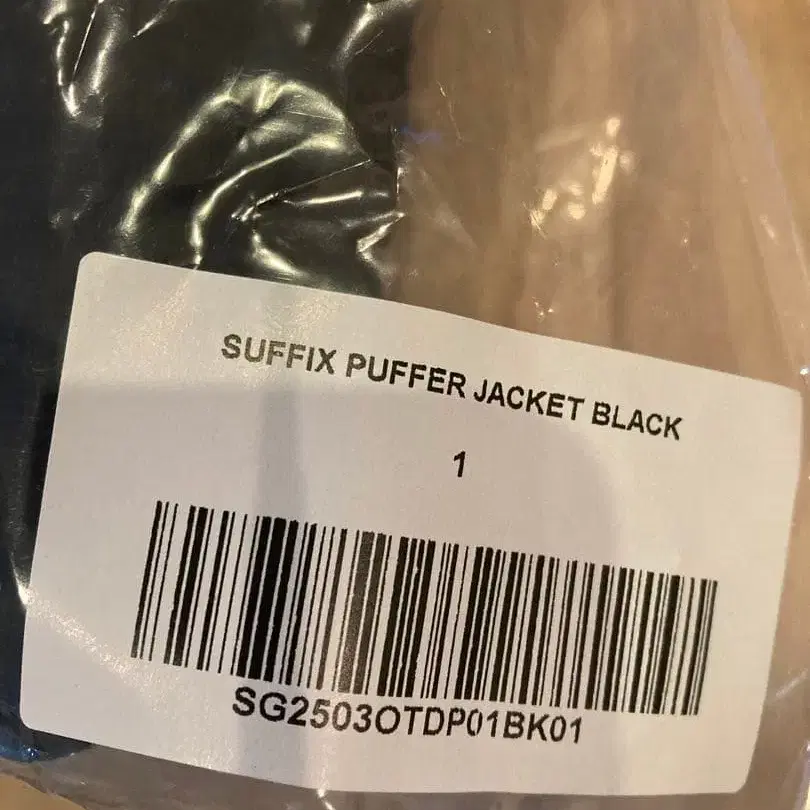 SUFFIX PUFFER JACKET BLACK
1
SG2503OTDP01BK01